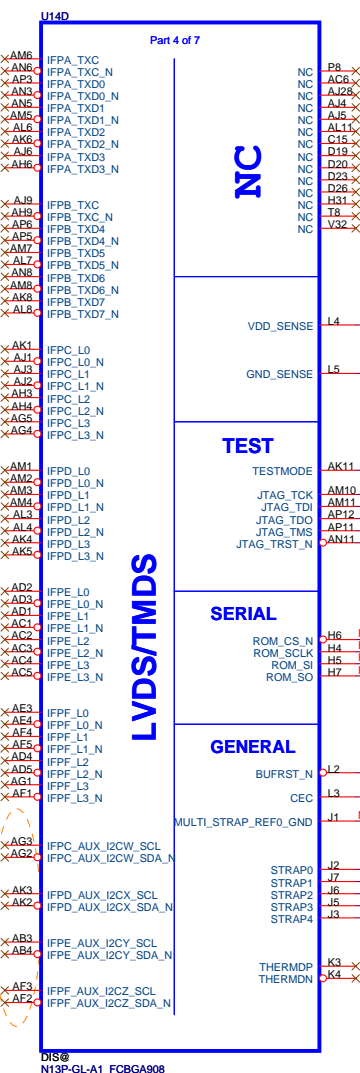 U14D
Part 4 of 7
AM6 IFPA_TXC
AN6 IFPA_TXC_N
AP3 IFPA_TXD0
AN3 IFPA_TXD0_N
AN5 IFPA_TXD1
AM5 IFPA_TXD1_N
AL6 IFPA_TXD2
AK6 IFPA_TXD2_N
AJ6 IFPA_TXD3
AH6 IFPA_TXD3_N
AJ9 IFPB_TXC
AH9 IFPB_TXC_N
AP6 IFPB_TXD4
AP5 IFPB_TXD4_N
AM7 IFPB_TXD5
AL7 IFPB_TXD5_N
AN8 IFPB_TXD6
AM8 IFPB_TXD6_N
AK8 IFPB_TXD7
AL8 IFPB_TXD7_N
AK1 IFPC_L0
AJ1 IFPC_L0_N
AJ3 IFPC_L1
AJ2 IFPC_L1_N
AH3 IFPC_L2
AH4 IFPC_L2_N
AG5 IFPC_L3
AG4 IFPC_L3_N
AM1 IFPD_L0
AM2 IFPD_L0_N
AM3 IFPD_L1
AM4 IFPD_L1_N
AL3 IFPD_L2
AL4 IFPD_L2_N
AK4 IFPD_L3
AK5 IFPD_L3_N
AD2 IFPE_L0
AD3 IFPE_L0_N
AD1 IFPE_L1
AC1 IFPE_L1_N
AC2 IFPE_L2
AC3 IFPE_L2_N
AC4 IFPE_L3
AC5 IFPE_L3_N
AE3 IFPF_L0
AE4 IFPF_L0_N
AF4 IFPF_L1
AF5 IFPF_L1_N
AD4 IFPF_L2
AD5 IFPF_L2_N
AG1 IFPF_L3
AF1 IFPF_L3_N
AG3 IFPC_AUX_I2CW_SCL
AG2 IFPC_AUX_I2CW_SDA_N
AK3 IFPD_AUX_I2CX_SCL
AK2 IFPD_AUX_I2CX_SDA_N
AB3 IFPE_AUX_I2CY_SCL
AB4 IFPE_AUX_I2CY_SDA_N
AF3 IFPF_AUX_I2CZ_SCL
AF2 IFPF_AUX_I2CZ_SDA_N
LVDS/TMDS
NC
NC P8
NC AC6
NC AJ28
NC AJ4
NC AJ5
NC AL11
NC C15
NC D19
NC D20
NC D23
NC D26
NC H31
NC T8
NC V32
VDD_SENSE L4
GND_SENSE L5
TEST
TESTMODE AK11
JTAG_TCK AM10
JTAG_TDI AM11
JTAG_TDO AP12
JTAG_TMS AP11
JTAG_TRST_N AN11
SERIAL
ROM_CS_N H6
ROM_SCLK H4
ROM_SI H5
ROM_SO H7
GENERAL
BUFRST_N L2
CEC L3
MULTI_STRAP_REF0_GND J1
STRAP0 J2
STRAP1 J7
STRAP2 J6
STRAP3 J5
STRAP4 J3
THERMDP K3
THERMDN K4
DIS@
N13P-GL-A1 FCBGA908